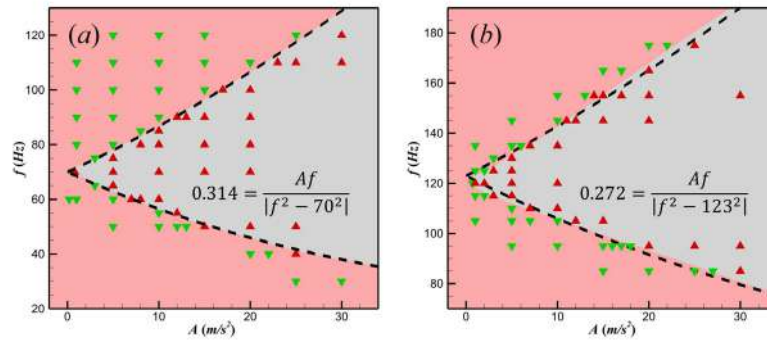 (a)
f (Hz)
120
100
80
60
40
20
0.314 = Af / |f² − 70²|
0 10 20 30
A (m/s²)
(b)
f (Hz)
180
160
140
120
100
80
0.272 = Af / |f² − 123²|
0 10 20 30
A (m/s²)